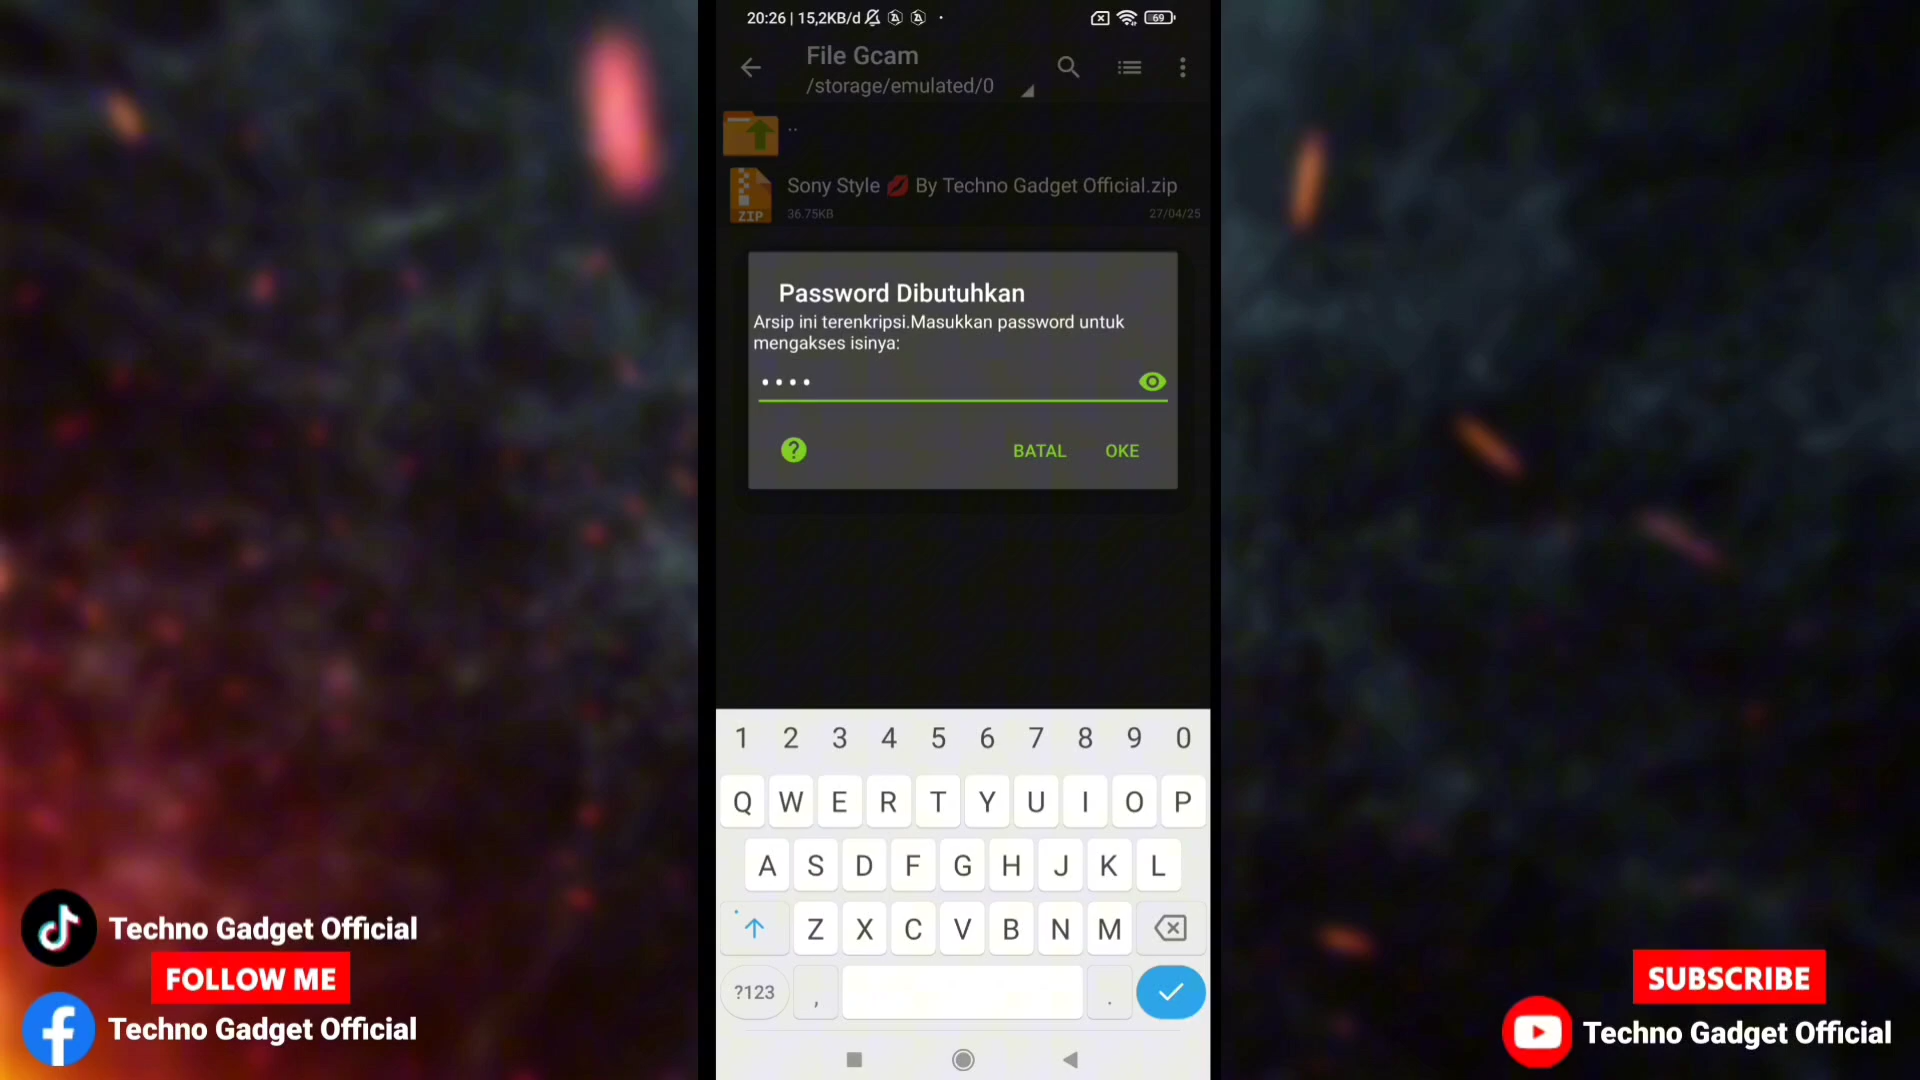 20:26 | 15,2KB/d
69
File Gcam
/storage/emulated/0
..
Sony Style 💋 By Techno Gadget Official.zip
ZIP
36.75KB
27/04/25
Password Dibutuhkan
Arsip ini terenkripsi.Masukkan password untuk
mengakses isinya:
••••
?
BATAL
OKE
1 2 3 4 5 6 7 8 9 0
Q W E R T Y U I O P
A S D F G H J K L
Z X C V B N M
?123 , .
Techno Gadget Official
FOLLOW ME
Techno Gadget Official
SUBSCRIBE
Techno Gadget Official